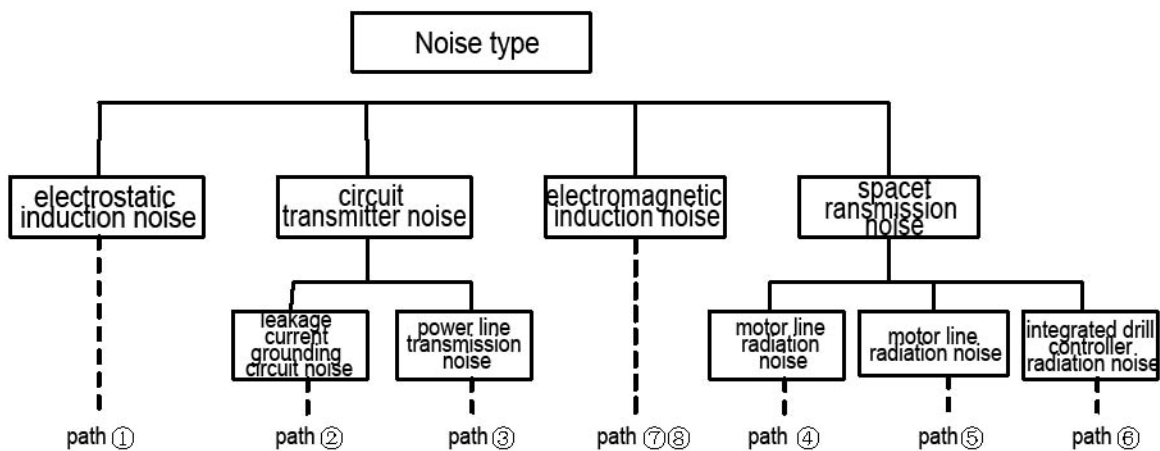 Noise type
electrostatic
induction noise
circuit
transmitter noise
electromagnetic
induction noise
spacet
ransmission
noise
leakage
current
grounding
circuit noise
power line
transmission
noise
motor line
radiation
noise
motor line
radiation noise
integrated drill
controller
radiation noise
path ①
path ②
path ③
path ⑦⑧
path ④
path ⑤
path ⑥